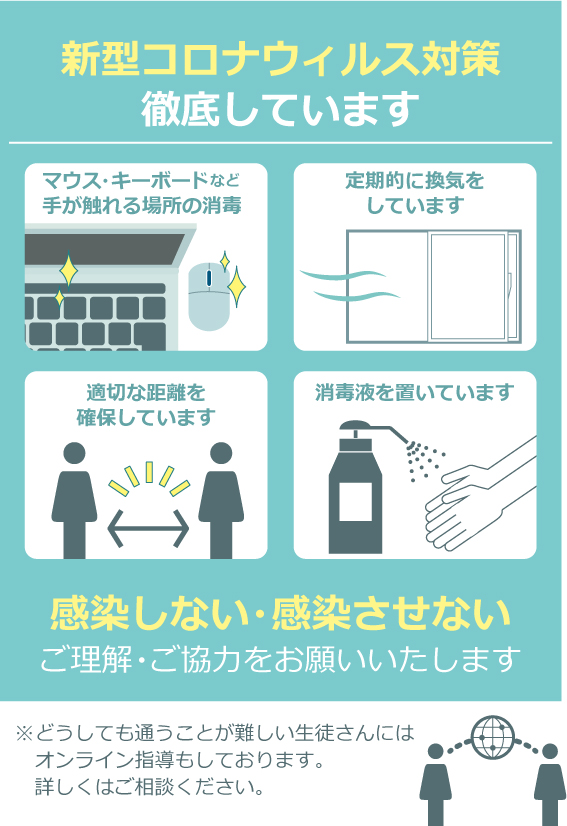 新型コロナウィルス対策
徹底しています
マウス・キーボードなど
手が触れる場所の消毒
定期的に換気を
しています
適切な距離を
確保しています
消毒液を置いています
感染しない・感染させない
ご理解・ご協力をお願いいたします
※どうしても通うことが難しい生徒さんには
オンライン指導もしております。
詳しくはご相談ください。